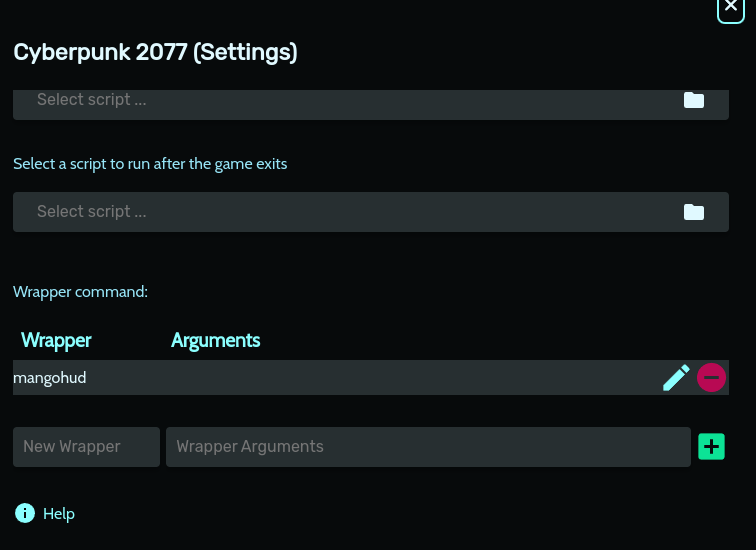 Cyberpunk 2077 (Settings)
Select script ...
Select a script to run after the game exits
Select script ...
Wrapper command:
Wrapper Arguments
mangohud
New Wrapper Wrapper Arguments
Help